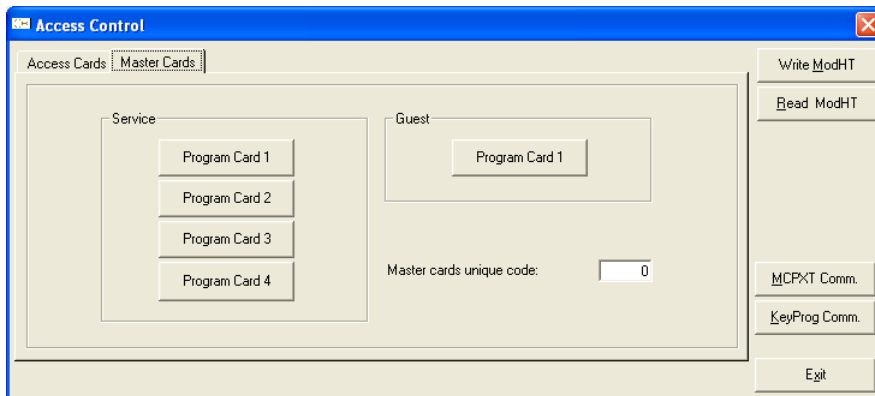 Access Control
Access Cards Master Cards
Write ModHT
Read ModHT
Service
Program Card 1
Program Card 2
Program Card 3
Program Card 4
Guest
Program Card 1
Master cards unique code: 0
MCPXT Comm.
KeyProg Comm.
Exit